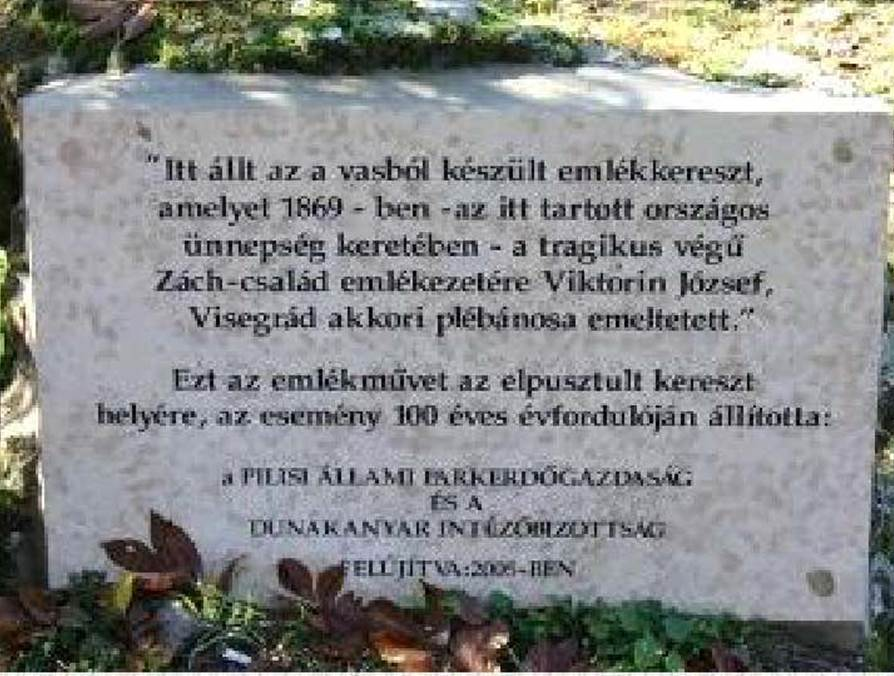 "Itt állt az a vasból készült emlékkereszt,
amelyet 1869 - ben -az itt tartott országos
ünnepség keretében - a tragikus végű
Zách-család emlékezetére Viktorin József,
Visegrád akkori plébánosa emeltetett."
Ezt az emlékművet az elpusztult kereszt
helyére, az esemény 100 éves évfordulóján állította:
a PILISI ÁLLAMI PARKERDŐGAZDASÁG
ÉS A
DUNAKANYAR INTÉZŐBIZOTTSÁG
FELÚJÍTVA: